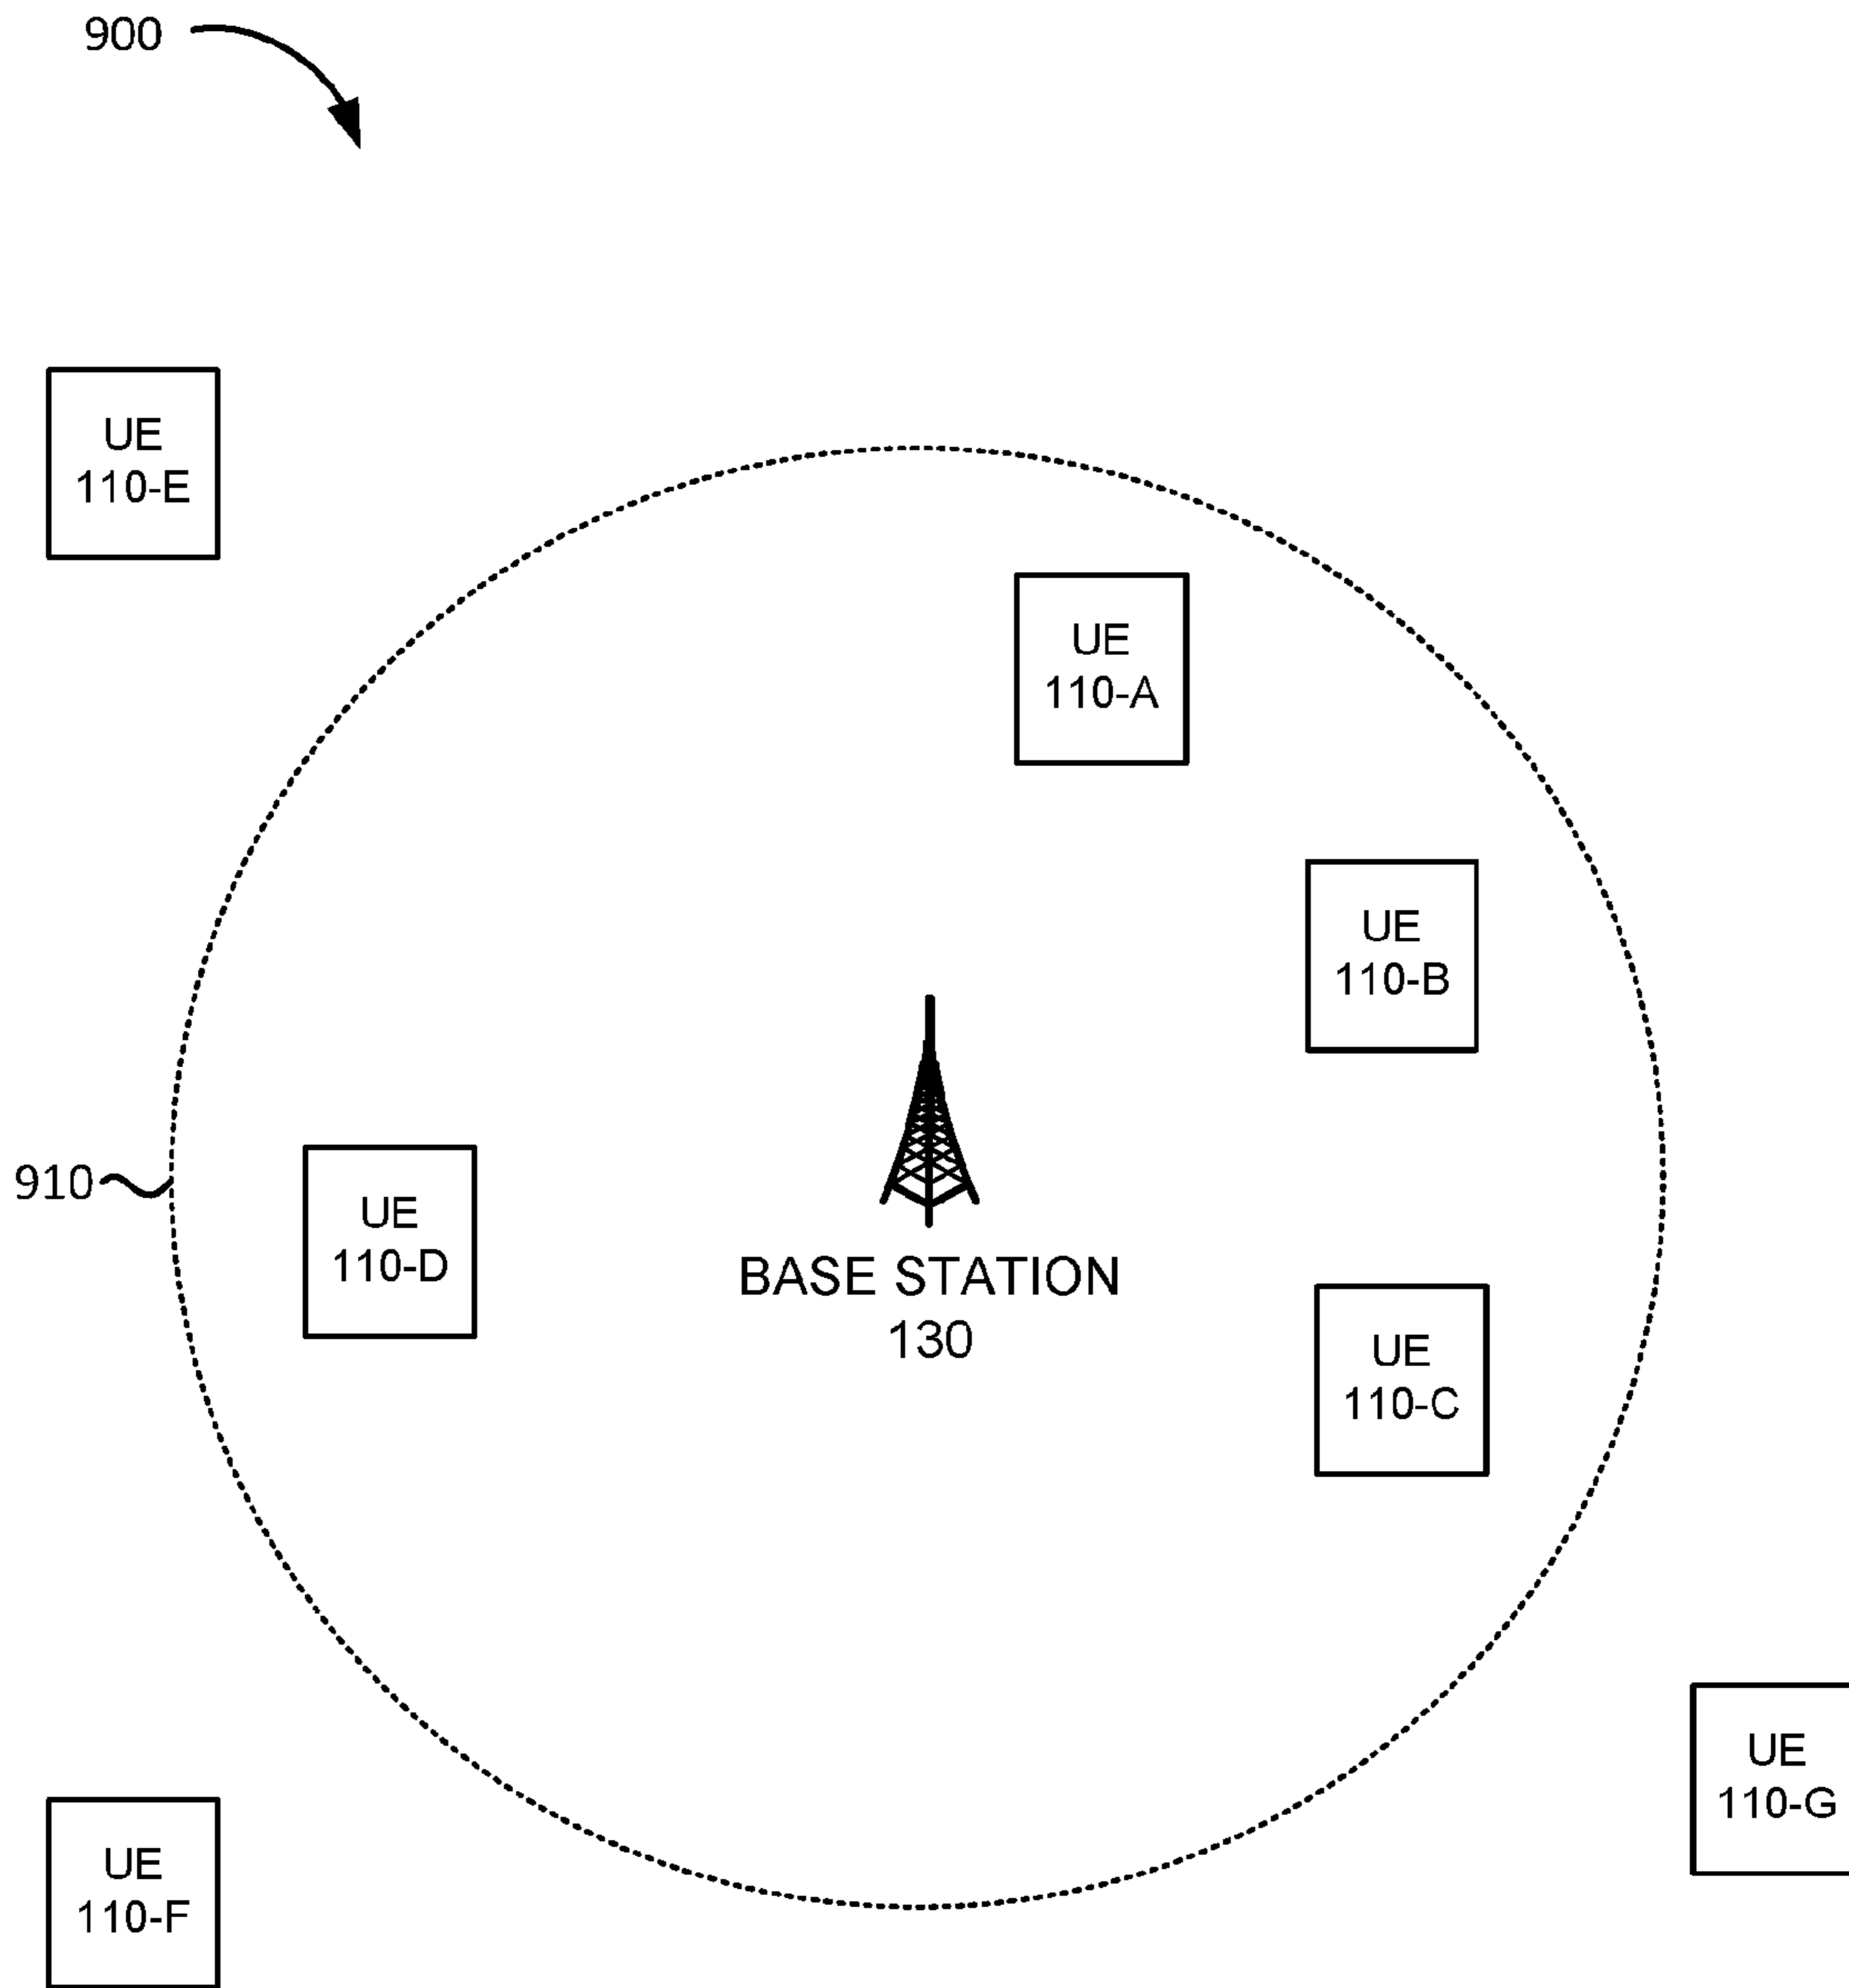 900
UE
110-E
UE
110-A
UE
110-B
910
UE
110-D
BASE STATION
130
UE
110-C
UE
110-G
UE
110-F